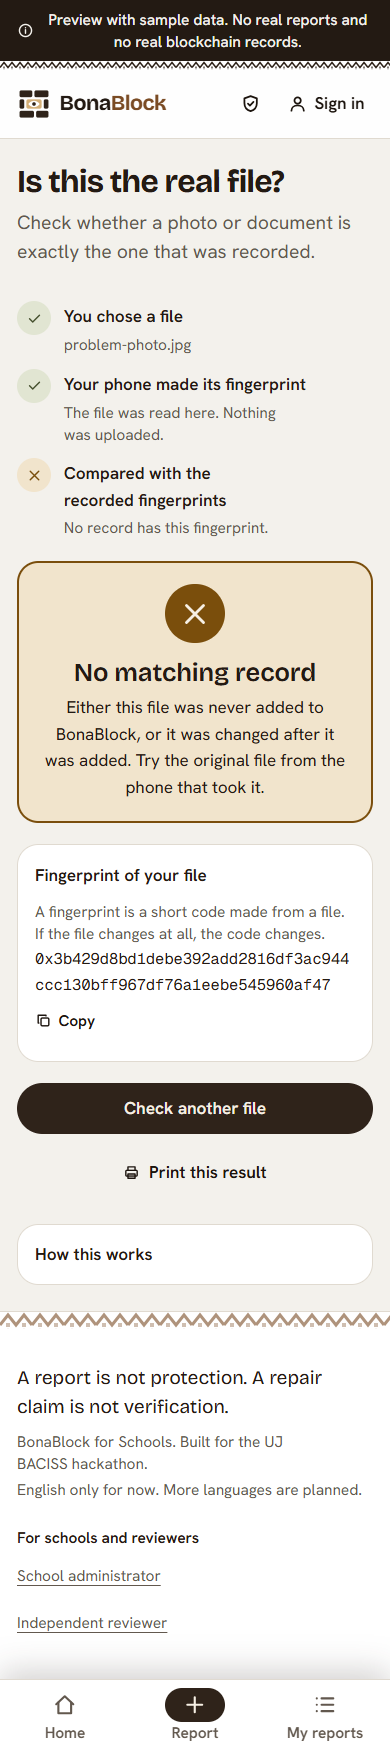 Preview with sample data. No real reports and
no real blockchain records.
BonaBlock
Sign in
Is this the real file?
Check whether a photo or document is
exactly the one that was recorded.
You chose a file
problem-photo.jpg
Your phone made its fingerprint
The file was read here. Nothing
was uploaded.
Compared with the
recorded fingerprints
No record has this fingerprint.
No matching record
Either this file was never added to
BonaBlock, or it was changed after it
was added. Try the original file from the
phone that took it.
Fingerprint of your file
A fingerprint is a short code made from a file.
If the file changes at all, the code changes.
0x3b429d8bd1debe392add2816df3ac944
ccc130bff967df76a1eebe545960af47
Copy
Check another file
Print this result
How this works
A report is not protection. A repair
claim is not verification.
BonaBlock for Schools. Built for the UJ
BACISS hackathon.
English only for now. More languages are planned.
For schools and reviewers
School administrator
Independent reviewer
Home
Report
My reports